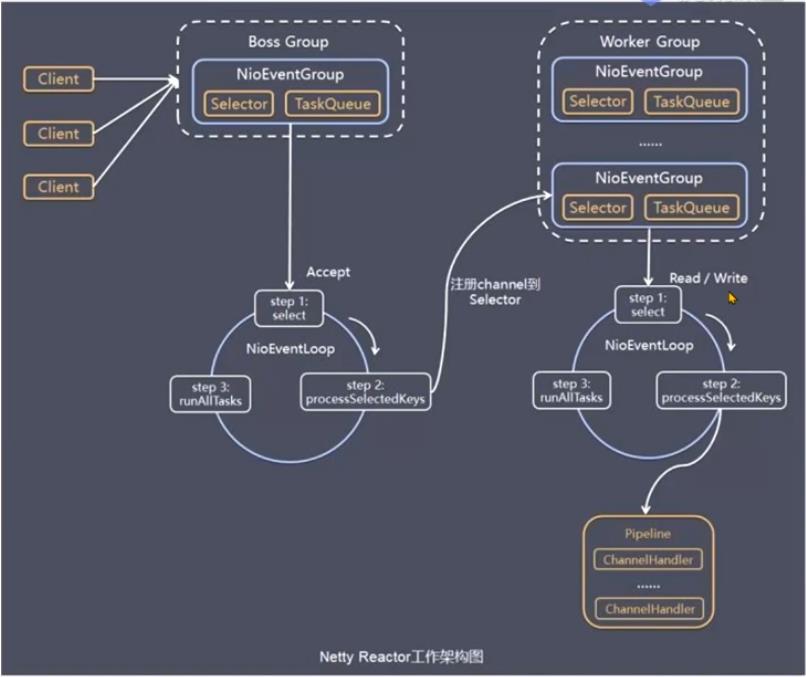 Boss Group
NioEventGroup
Selector
TaskQueue
Client
Client
Client
Worker Group
NioEventGroup
Selector
TaskQueue
......
NioEventGroup
Selector
TaskQueue
Accept
step 1:
select
NioEventLoop
step 2:
processSelectedKeys
step 3:
runAllTasks
注册channel到
Selector
Read / Write
step 1:
select
NioEventLoop
step 2:
processSelectedKeys
step 3:
runAllTasks
Pipeline
ChannelHandler
......
ChannelHandler
Netty Reactor工作架构图